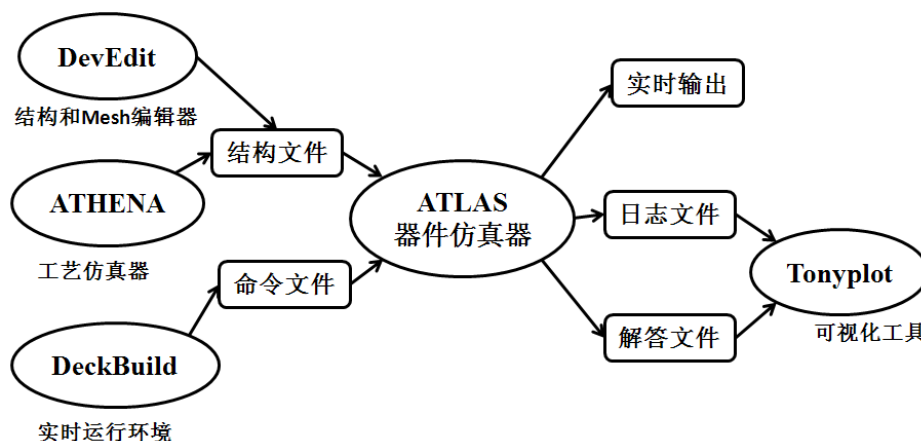 DevEdit
结构和Mesh编辑器
结构文件
ATHENA
工艺仿真器
命令文件
DeckBuild
实时运行环境
ATLAS
器件仿真器
实时输出
日志文件
解答文件
Tonyplot
可视化工具